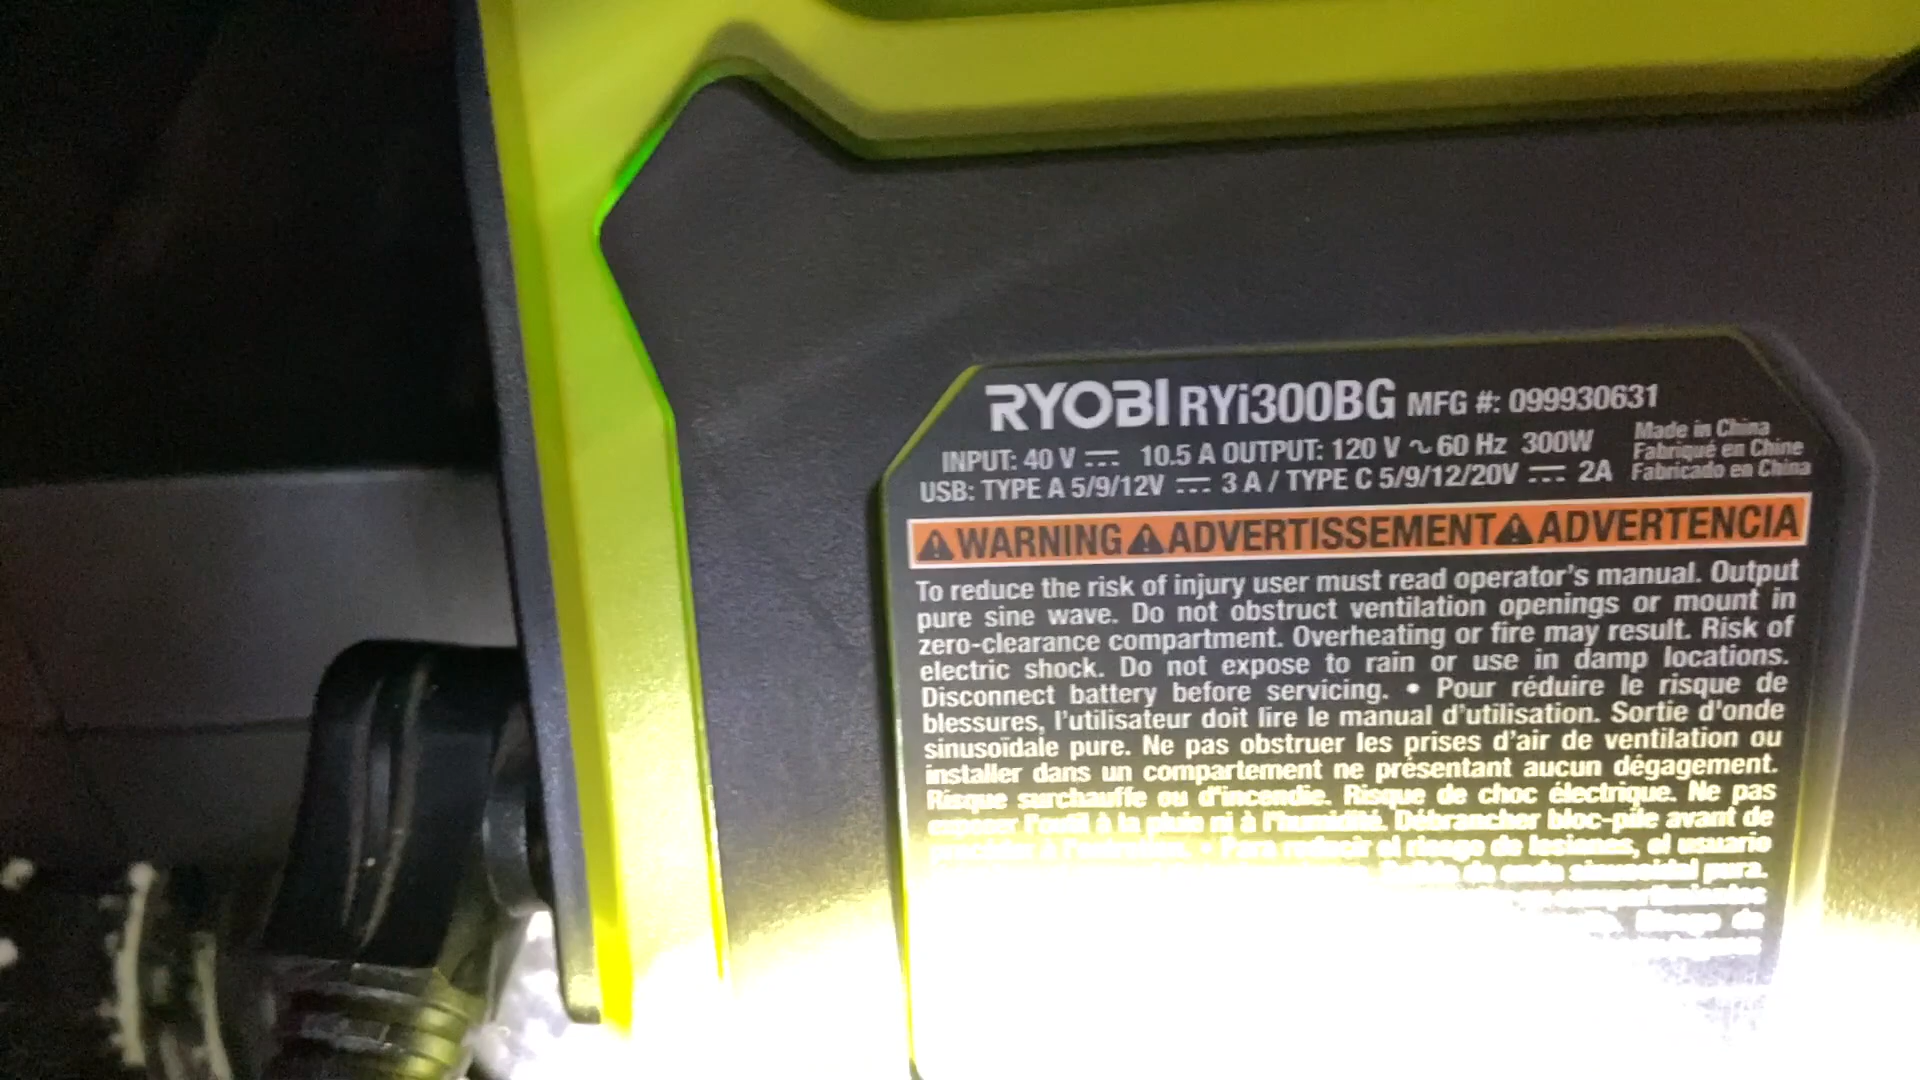 RYOBI RYi300BG MFG #: 099930631
INPUT: 40 V ⎓ 10.5 A OUTPUT: 120 V ~ 60 Hz 300W
USB: TYPE A 5/9/12V ⎓ 3 A / TYPE C 5/9/12/20V ⎓ 2A
Made in China
Fabriqué en Chine
Fabricado en China
⚠WARNING⚠ADVERTISSEMENT⚠ADVERTENCIA
To reduce the risk of injury user must read operator's manual. Output
pure sine wave. Do not obstruct ventilation openings or mount in
zero-clearance compartment. Overheating or fire may result. Risk of
electric shock. Do not expose to rain or use in damp locations.
Disconnect battery before servicing. • Pour réduire le risque de
blessures, l'utilisateur doit lire le manual d'utilisation. Sortie d'onde
sinusoïdale pure. Ne pas obstruer les prises d'air de ventilation ou
installer dans un compartement ne présentant aucun dégagement.
Risque surchauffe ou d'incendie. Risque de choc électrique. Ne pas
exposer l'outil à la pluie ni à l'humidité. Débrancher bloc-pile avant de
procéder à l'entretien. • Para reducir el riesgo de lesiones, el usuario
de onda sinusoidal pura.
compartimientos
Riesgo de